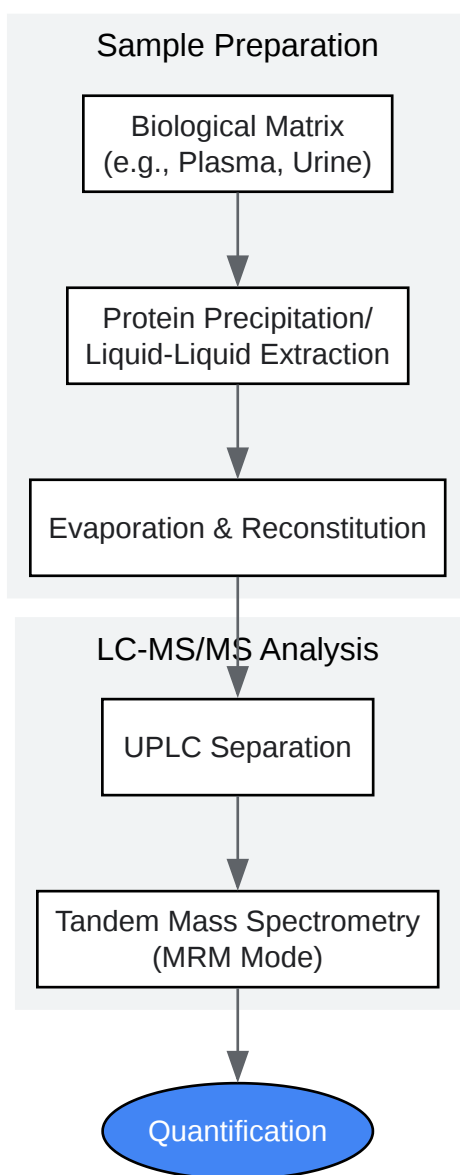 Sample Preparation
Biological Matrix
(e.g., Plasma, Urine)
Protein Precipitation/
Liquid-Liquid Extraction
Evaporation & Reconstitution
LC-MS/MS Analysis
UPLC Separation
Tandem Mass Spectrometry
(MRM Mode)
Quantification